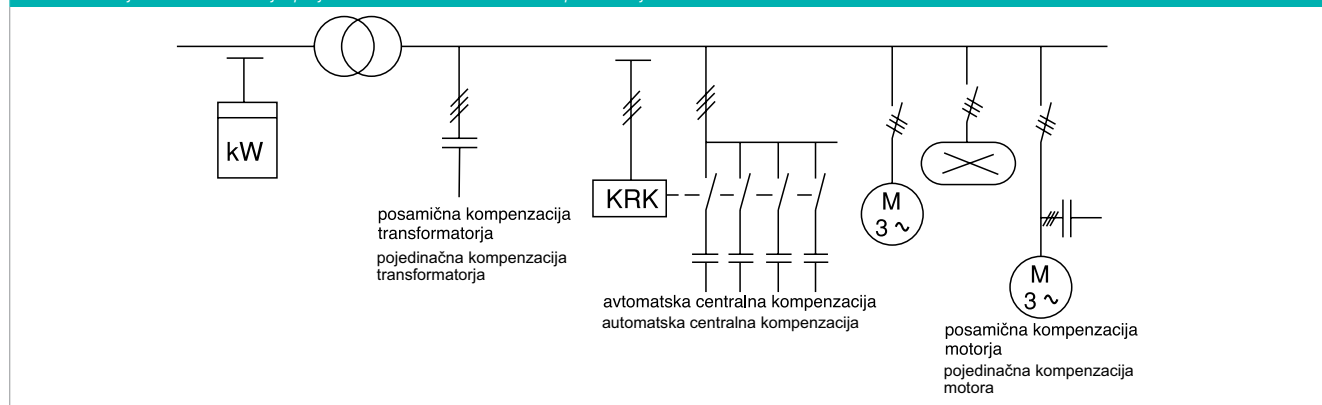 kW
posamična kompenzacija
transformatorja
pojedinačna kompenzacija
transformatorja
KRK
avtomatska centralna kompenzacija
automatska centralna kompenzacija
M
3 ~
M
3 ~
posamična kompenzacija
motorja
pojedinačna kompenzacija
motora